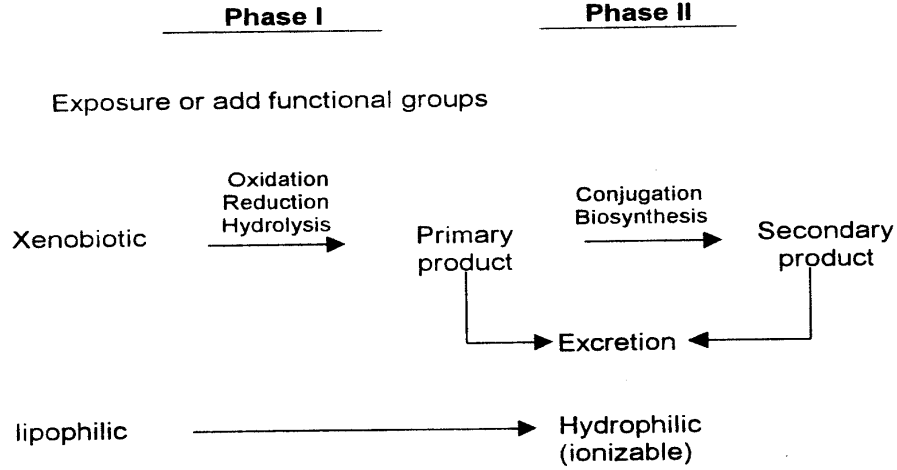 Phase I
Phase II
Exposure or add functional groups
Oxidation
Reduction
Hydrolysis
Conjugation
Biosynthesis
Xenobiotic
Primary
product
Secondary
product
Excretion
lipophilic
Hydrophilic
(ionizable)